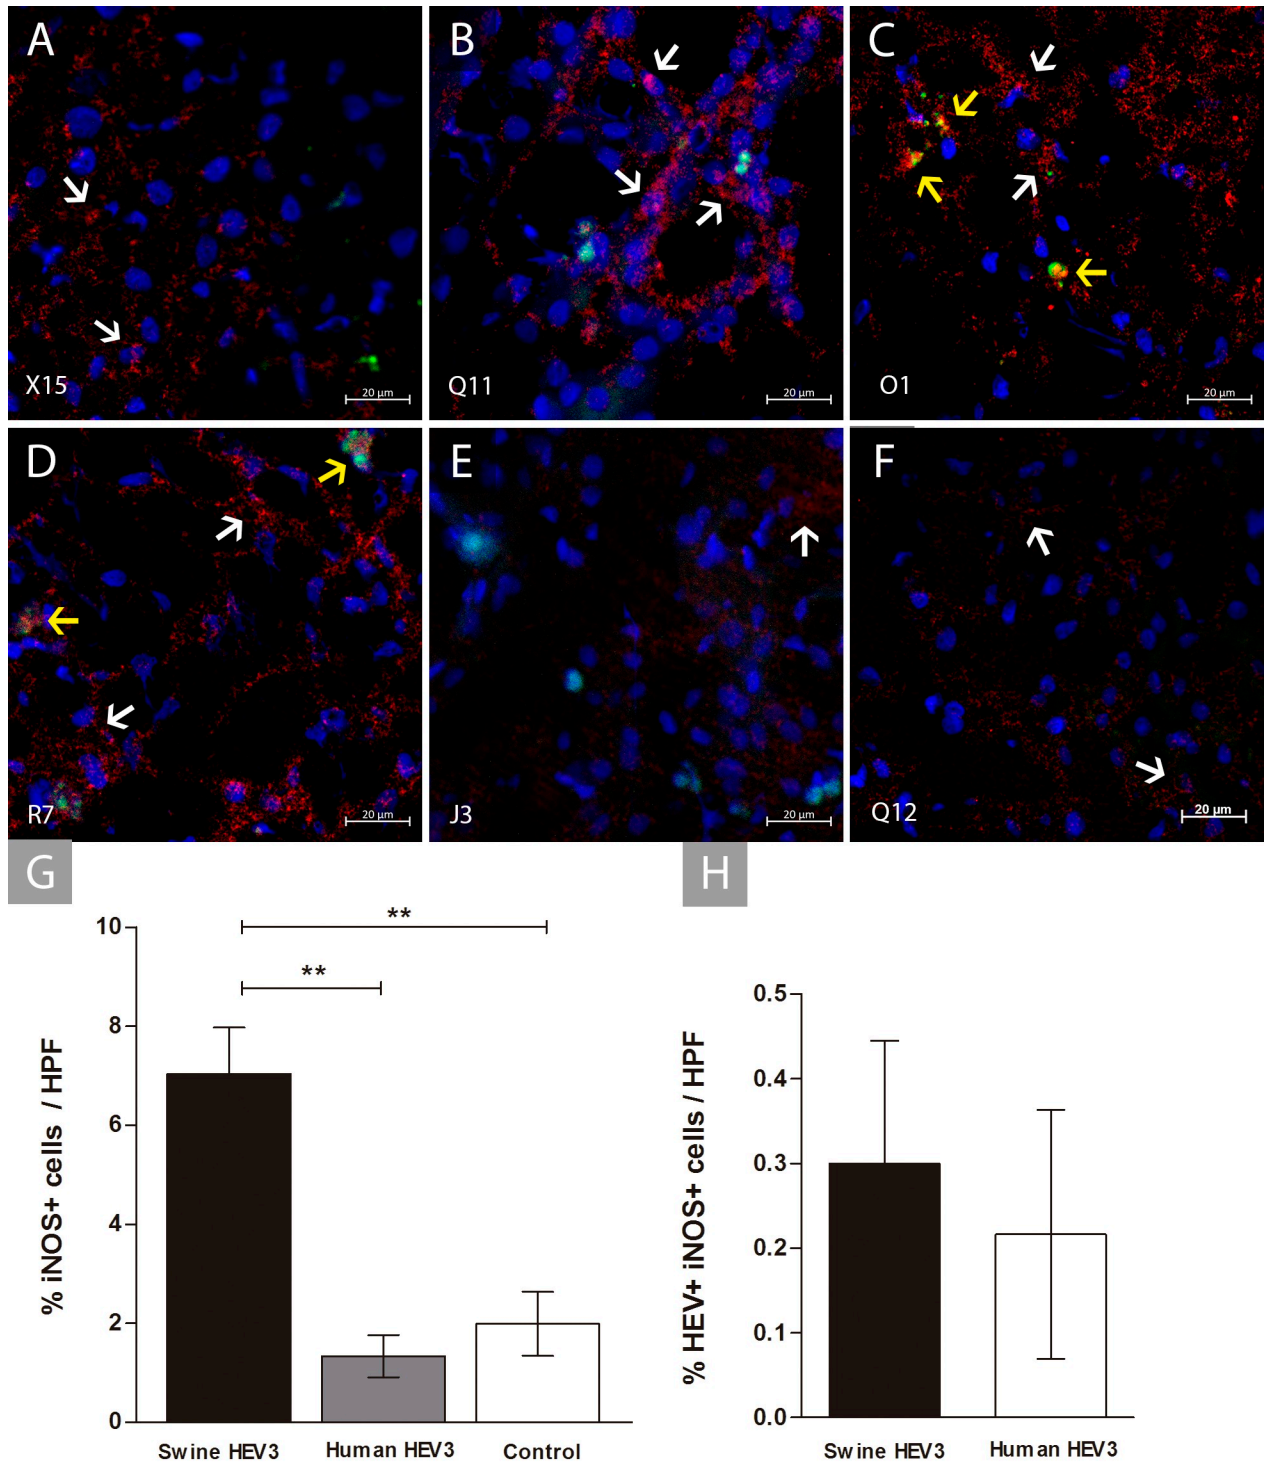 A
B
C
X15
20 µm
Q11
20 µm
O1
20 µm
D
E
F
R7
20 µm
J3
20 µm
Q12
20 µm
G
H
**
**
% iNOS+ cells / HPF
10
8
6
4
2
0
Swine HEV3
Human HEV3
Control
% HEV+ iNOS+ cells / HPF
0.5
0.4
0.3
0.2
0.1
0.0
Swine HEV3
Human HEV3